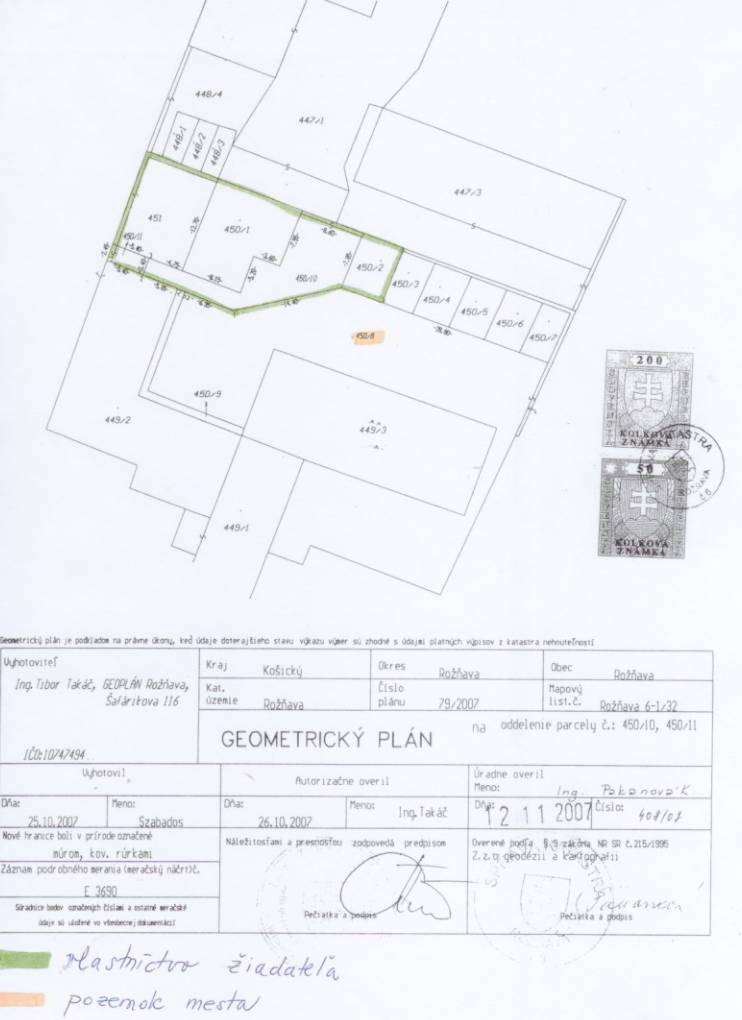 448/4
447/1
448/1
448/2
448/3
447/3
451
450/1
450/11
450/10
450/2
450/3
450/4
450/5
450/6
450/7
450/8
450/9
449/2
449/3
449/1
200
KOLKOVÁ
ZNÁMKA
50
KOLKOVÁ
ZNÁMKA
ROŽŇAVA
Geometrický plán je podkladom na právne úkony, keď údaje doterajšieho stavu výkazu výmer sú zhodné s údajmi platných výpisov z katastra nehnuteľností
Vyhotoviteľ
Ing. Tibor Takáč, GEOPLÁN Rožňava,
Šafárikova 116
IČO:10747494
Kraj Košický
Okres Rožňava
Obec Rožňava
Kat. územie Rožňava
Číslo plánu 79/2007
Mapový list.č. Rožňava 6-1/32
GEOMETRICKÝ PLÁN
na oddelenie parcely č.: 450/10, 450/11
Vyhotovil
Autorizačne overil
Úradne overil
Meno: Ing.
Dňa: 25.10.2007
Meno: Szabados
Dňa: 26.10.2007
Meno: Ing. Takáč
Dňa: 12 11 2007
Číslo: 408/07
Nové hranice boli v prírode označené
múrom, kov. rúrkami
Záznam podrobného merania (meračský náčrt)č.
E 3690
Súradnice bodov označených číslami a ostatné meračské
údaje sú uložené vo všeobecnej dokumentácii
Náležitosťami a presnosťou zodpovedá predpisom
Pečiatka a podpis
Overené podľa § 9 zákona NR SR č.215/1995
Z.z.o geodézii a kartografii
Pečiatka a podpis
vlastníctvo žiadateľa
pozemok mesta